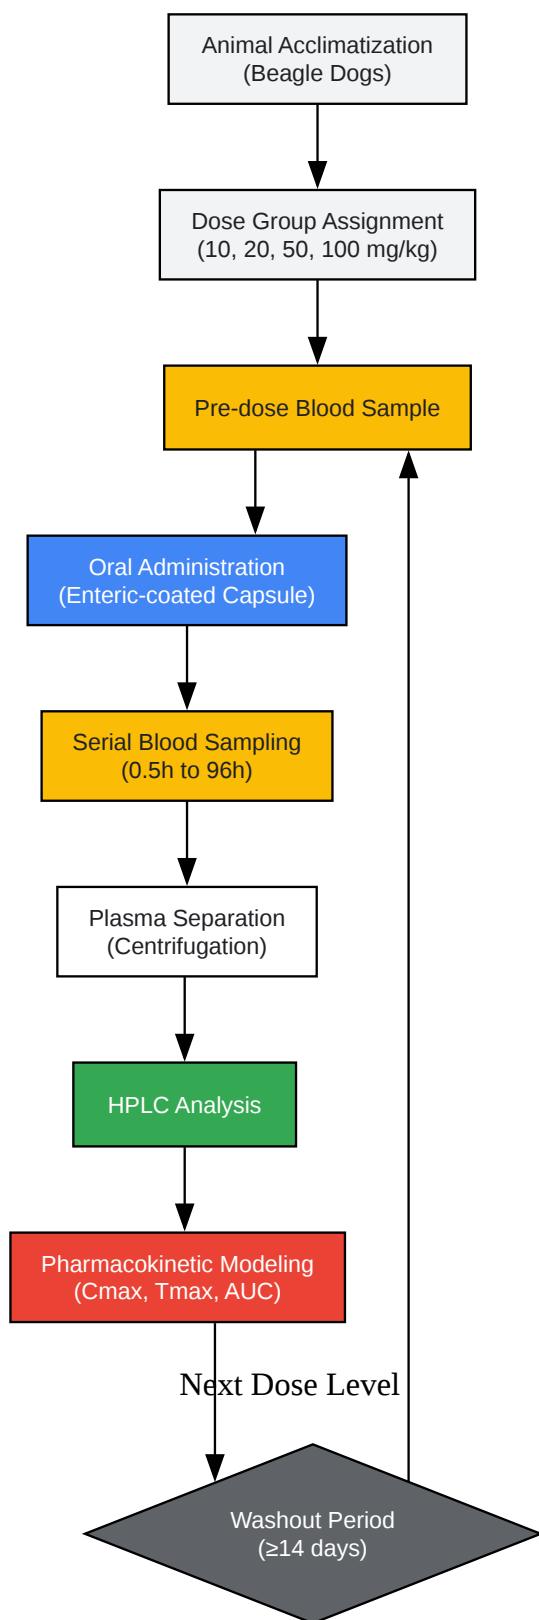 Animal Acclimatization
(Beagle Dogs)
Dose Group Assignment
(10, 20, 50, 100 mg/kg)
Pre-dose Blood Sample
Oral Administration
(Enteric-coated Capsule)
Serial Blood Sampling
(0.5h to 96h)
Plasma Separation
(Centrifugation)
HPLC Analysis
Pharmacokinetic Modeling
(Cmax, Tmax, AUC)
Next Dose Level
Washout Period
(≥14 days)